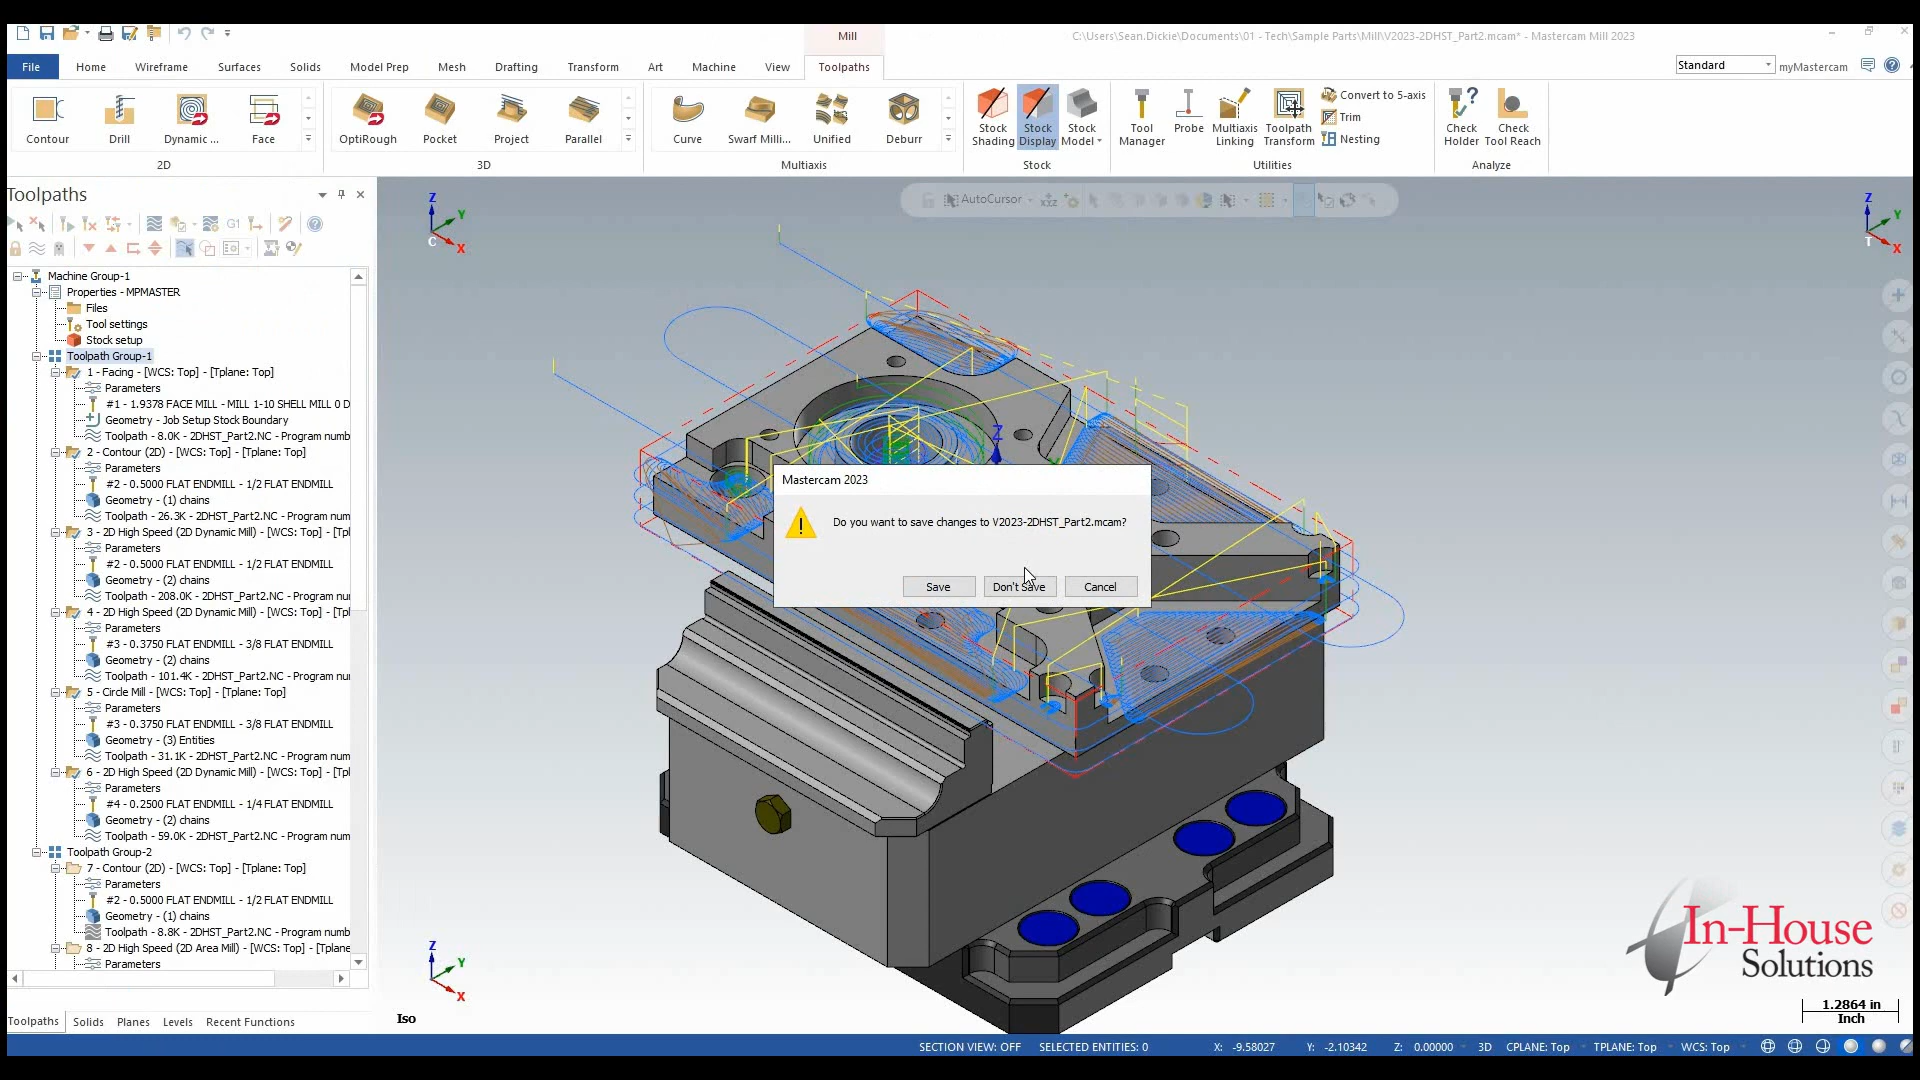 Mill
C:\Users\Sean.Dickie\Documents\01 - Tech\Sample Parts\Mill\V2023-2DHST_Part2.mcam* - Mastercam Mill 2023
File Home Wireframe Surfaces Solids Model Prep Mesh Drafting Transform Art Machine View Toolpaths
Standard myMastercam
Contour Drill Dynamic ... Face
2D
OptiRough Pocket Project Parallel
3D
Curve Swarf Milli... Unified Deburr
Multiaxis
Stock Shading Stock Display Stock Model
Stock
Tool Manager Probe Multiaxis Linking Toolpath Transform
Convert to 5-axis
Trim
Nesting
Utilities
Check Holder Check Tool Reach
Analyze
Toolpaths
G1
AutoCursor
Z Y X C
Z Y X T
Machine Group-1
Properties - MPMASTER
Files
Tool settings
Stock setup
Toolpath Group-1
1 - Facing - [WCS: Top] - [Tplane: Top]
Parameters
#1 - 1.9378 FACE MILL - MILL 1-10 SHELL MILL 0 D
Geometry - Job Setup Stock Boundary
Toolpath - 8.0K - 2DHST_Part2.NC - Program numb
2 - Contour (2D) - [WCS: Top] - [Tplane: Top]
Parameters
#2 - 0.5000 FLAT ENDMILL - 1/2 FLAT ENDMILL
Geometry - (1) chains
Toolpath - 26.3K - 2DHST_Part2.NC - Program num
3 - 2D High Speed (2D Dynamic Mill) - [WCS: Top] - [Tpl
Parameters
#2 - 0.5000 FLAT ENDMILL - 1/2 FLAT ENDMILL
Geometry - (2) chains
Toolpath - 208.0K - 2DHST_Part2.NC - Program nu
4 - 2D High Speed (2D Dynamic Mill) - [WCS: Top] - [Tpl
Parameters
#3 - 0.3750 FLAT ENDMILL - 3/8 FLAT ENDMILL
Geometry - (2) chains
Toolpath - 101.4K - 2DHST_Part2.NC - Program nu
5 - Circle Mill - [WCS: Top] - [Tplane: Top]
Parameters
#3 - 0.3750 FLAT ENDMILL - 3/8 FLAT ENDMILL
Geometry - (3) Entities
Toolpath - 31.1K - 2DHST_Part2.NC - Program num
6 - 2D High Speed (2D Dynamic Mill) - [WCS: Top] - [Tpl
Parameters
#4 - 0.2500 FLAT ENDMILL - 1/4 FLAT ENDMILL
Geometry - (2) chains
Toolpath - 59.0K - 2DHST_Part2.NC - Program num
Toolpath Group-2
7 - Contour (2D) - [WCS: Top] - [Tplane: Top]
Parameters
#2 - 0.5000 FLAT ENDMILL - 1/2 FLAT ENDMILL
Geometry - (1) chains
Toolpath - 8.8K - 2DHST_Part2.NC - Program numb
8 - 2D High Speed (2D Area Mill) - [WCS: Top] - [Tplane
Parameters
Z
Mastercam 2023
Do you want to save changes to V2023-2DHST_Part2.mcam?
Save Don't Save Cancel
Z Y X
In-House
Solutions
Toolpaths Solids Planes Levels Recent Functions
Iso
1.2864 in
Inch
SECTION VIEW: OFF SELECTED ENTITIES: 0 X: -9.58027 Y: -2.10342 Z: 0.00000 3D CPLANE: Top TPLANE: Top WCS: Top